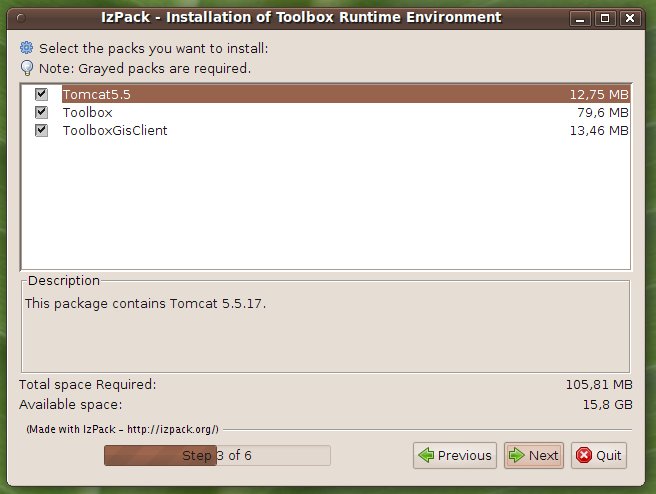 IzPack - Installation of Toolbox Runtime Environment
Select the packs you want to install:
Note: Grayed packs are required.
Tomcat5.5 12,75 MB
Toolbox 79,6 MB
ToolboxGisClient 13,46 MB
Description
This package contains Tomcat 5.5.17.
Total space Required: 105,81 MB
Available space: 15,8 GB
(Made with IzPack - http://izpack.org/)
Step 3 of 6 Previous Next Quit